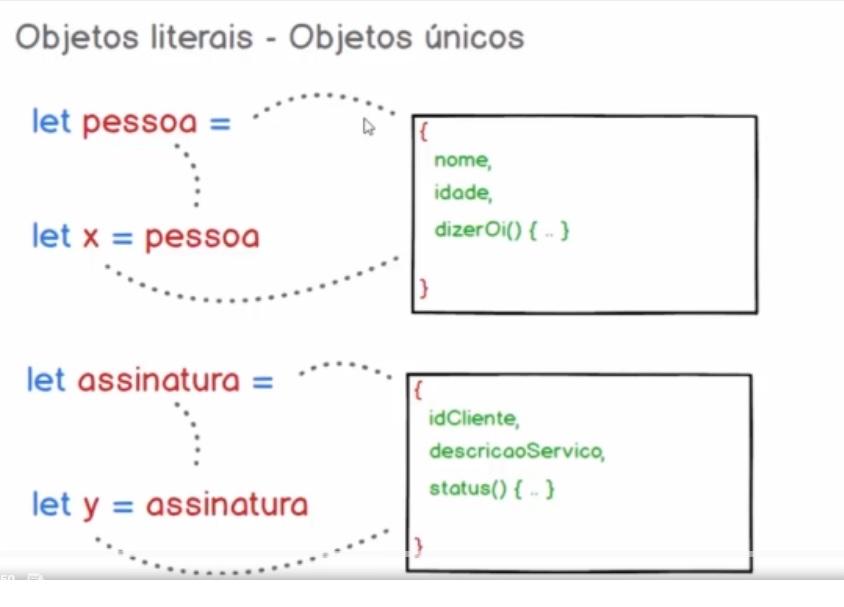 Objetos literais - Objetos únicos
let pessoa =
{
nome,
idade,
dizerOi() { .. }
}
let x = pessoa
let assinatura =
{
idCliente,
descricaoServico,
status() { .. }
}
let y = assinatura